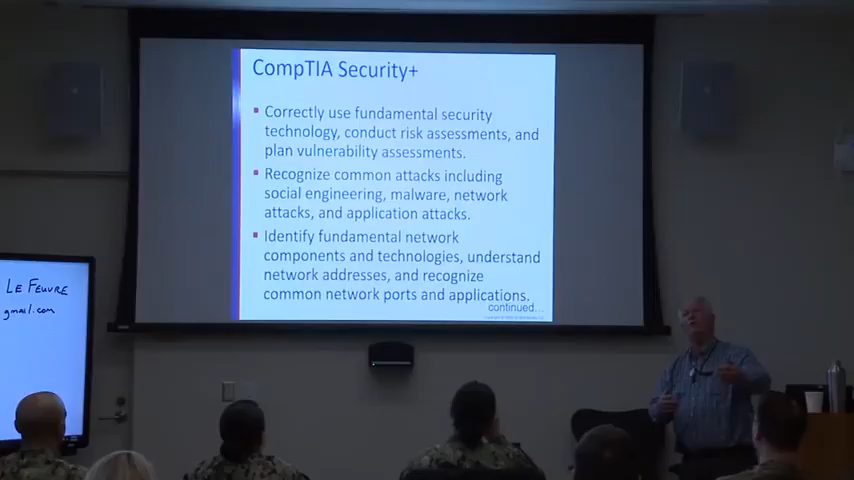 CompTIA Security+
▪ Correctly use fundamental security
technology, conduct risk assessments, and
plan vulnerability assessments.
▪ Recognize common attacks including
social engineering, malware, network
attacks, and application attacks.
▪ Identify fundamental network
components and technologies, understand
network addresses, and recognize
common network ports and applications.
continued...
LE FEUVRE
gmail.com